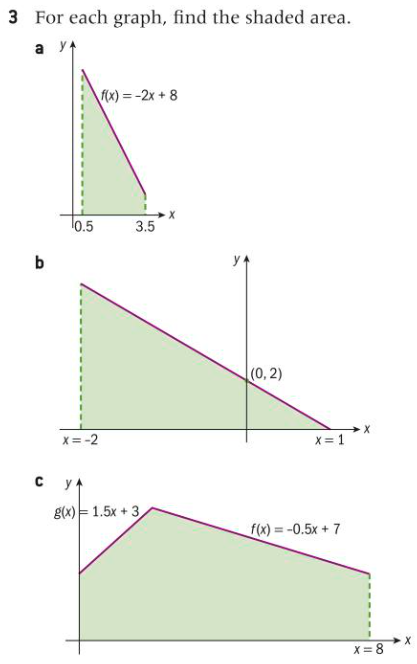 3 For each graph, find the shaded area.
a
y
f(x) = –2x + 8
0.5 3.5 x
b
y
(0, 2)
x = –2 x = 1 x
c
y
g(x) = 1.5x + 3
f(x) = –0.5x + 7
x = 8 x